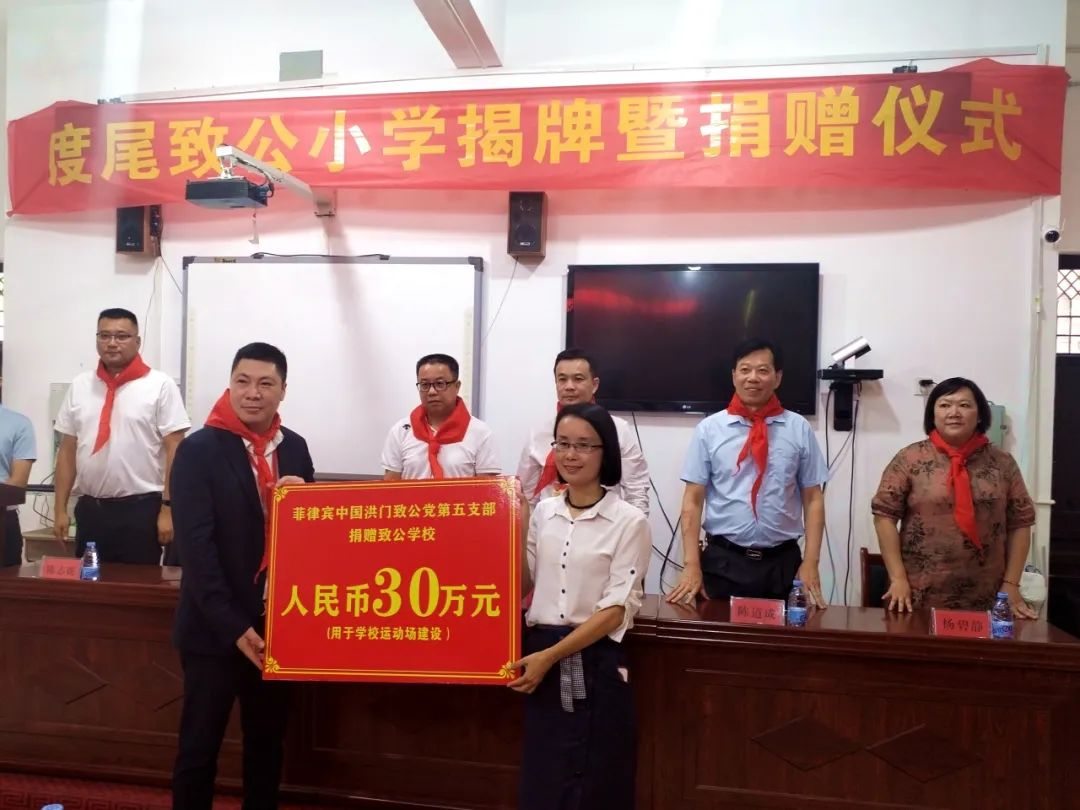 度尾致公小学揭牌暨捐赠仪式
菲律宾中国洪门致公党第五支部
捐赠致公学校
人民币30万元
(用于学校运动场建设)
陈道成
杨碧静
LG